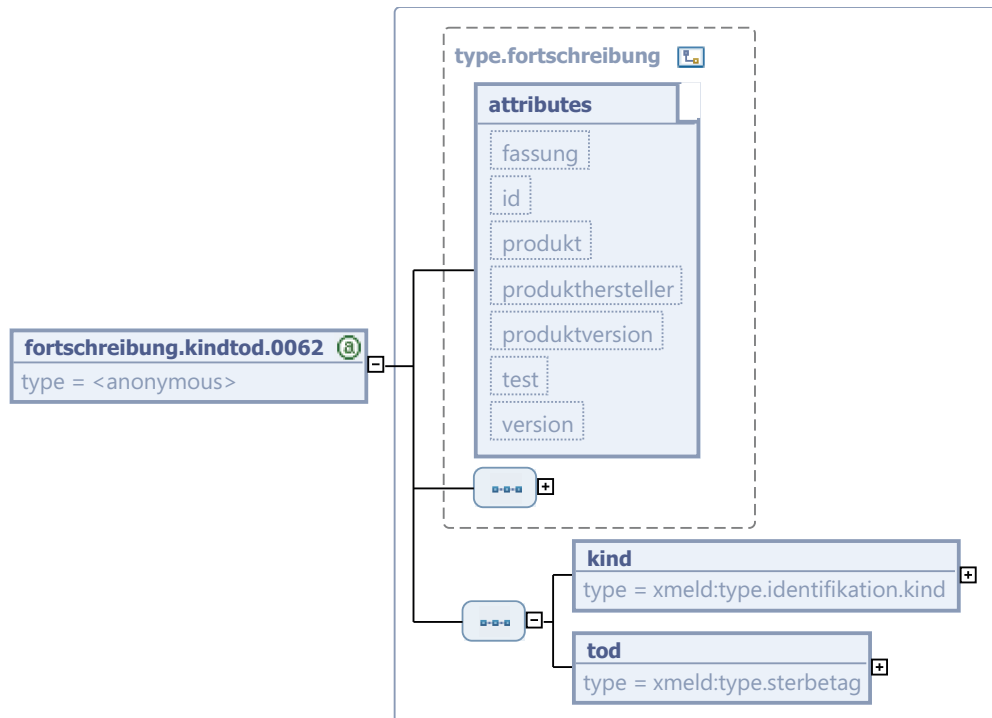 type.fortschreibung
attributes
fassung
id
produkt
produkthersteller
produktversion
test
version
fortschreibung.kindtod.0062 a
type = <anonymous>
kind
type = xmeld:type.identifikation.kind
tod
type = xmeld:type.sterbetag